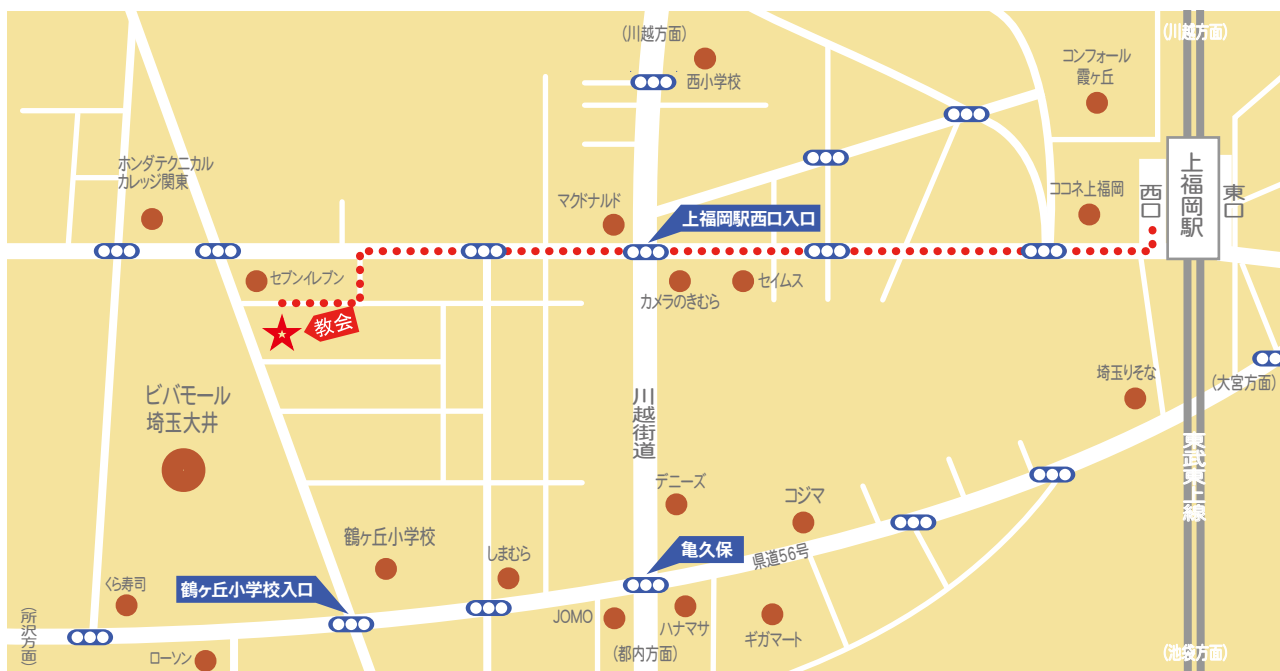 (川越方面)
西小学校
コンフォール
霞ヶ丘
(川越方面)
ホンダテクニカル
カレッジ関東
マクドナルド
上福岡駅西口入口
ココネ上福岡
西口
上福岡駅
東口
セブンイレブン
カメラのきむら
セイムス
教会
ビバモール
埼玉大井
川越街道
埼玉りそな
(大宮方面)
東武東上線
デニーズ
コジマ
鶴ヶ丘小学校
しまむら
亀久保
県道56号
くら寿司
鶴ヶ丘小学校入口
JOMO
ハナマサ
ギガマート
(所沢方面)
ローソン
(都内方面)
(池袋方面)